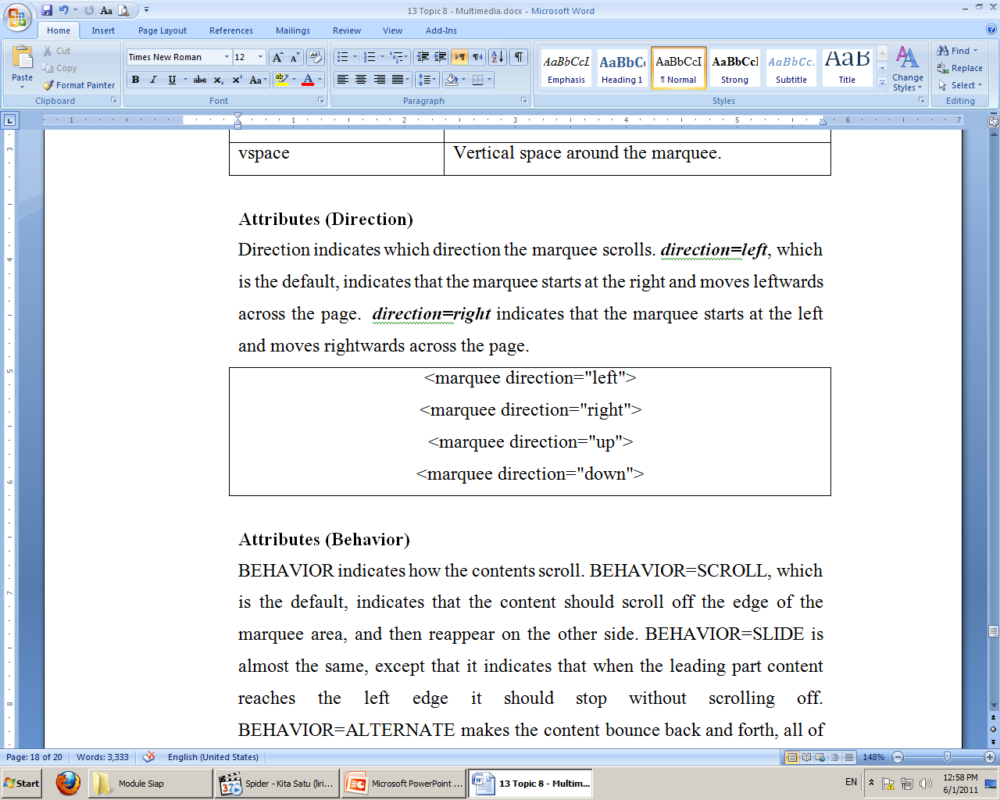 13 Topic 8 - Multimedia.docx - Microsoft Word
Home Insert Page Layout References Mailings Review View Add-Ins
Paste
Cut
Copy
Format Painter
Clipboard
Times New Roman 12
Font
Paragraph
AaBbCcI AaBbCc AaBbCcI AaBbCcI AaBbCc. AaB
Emphasis Heading 1 ¶ Normal Strong Subtitle Title
Change Styles
Styles
Find
Replace
Select
Editing
1 1 2 3 4 5 6 7
vspace Vertical space around the marquee.
Attributes (Direction)
Direction indicates which direction the marquee scrolls. direction=left, which
is the default, indicates that the marquee starts at the right and moves leftwards
across the page. direction=right indicates that the marquee starts at the left
and moves rightwards across the page.
<marquee direction="left">
<marquee direction="right">
<marquee direction="up">
<marquee direction="down">
Attributes (Behavior)
BEHAVIOR indicates how the contents scroll. BEHAVIOR=SCROLL, which
is the default, indicates that the content should scroll off the edge of the
marquee area, and then reappear on the other side. BEHAVIOR=SLIDE is
almost the same, except that it indicates that when the leading part content
reaches the left edge it should stop without scrolling off.
BEHAVIOR=ALTERNATE makes the content bounce back and forth, all of
Page: 18 of 20 Words: 3,333 English (United States) 148%
Start Module Siap Spider - Kita Satu (liri... Microsoft PowerPoint ... 13 Topic 8 - Multim... EN 12:58 PM
6/1/2011